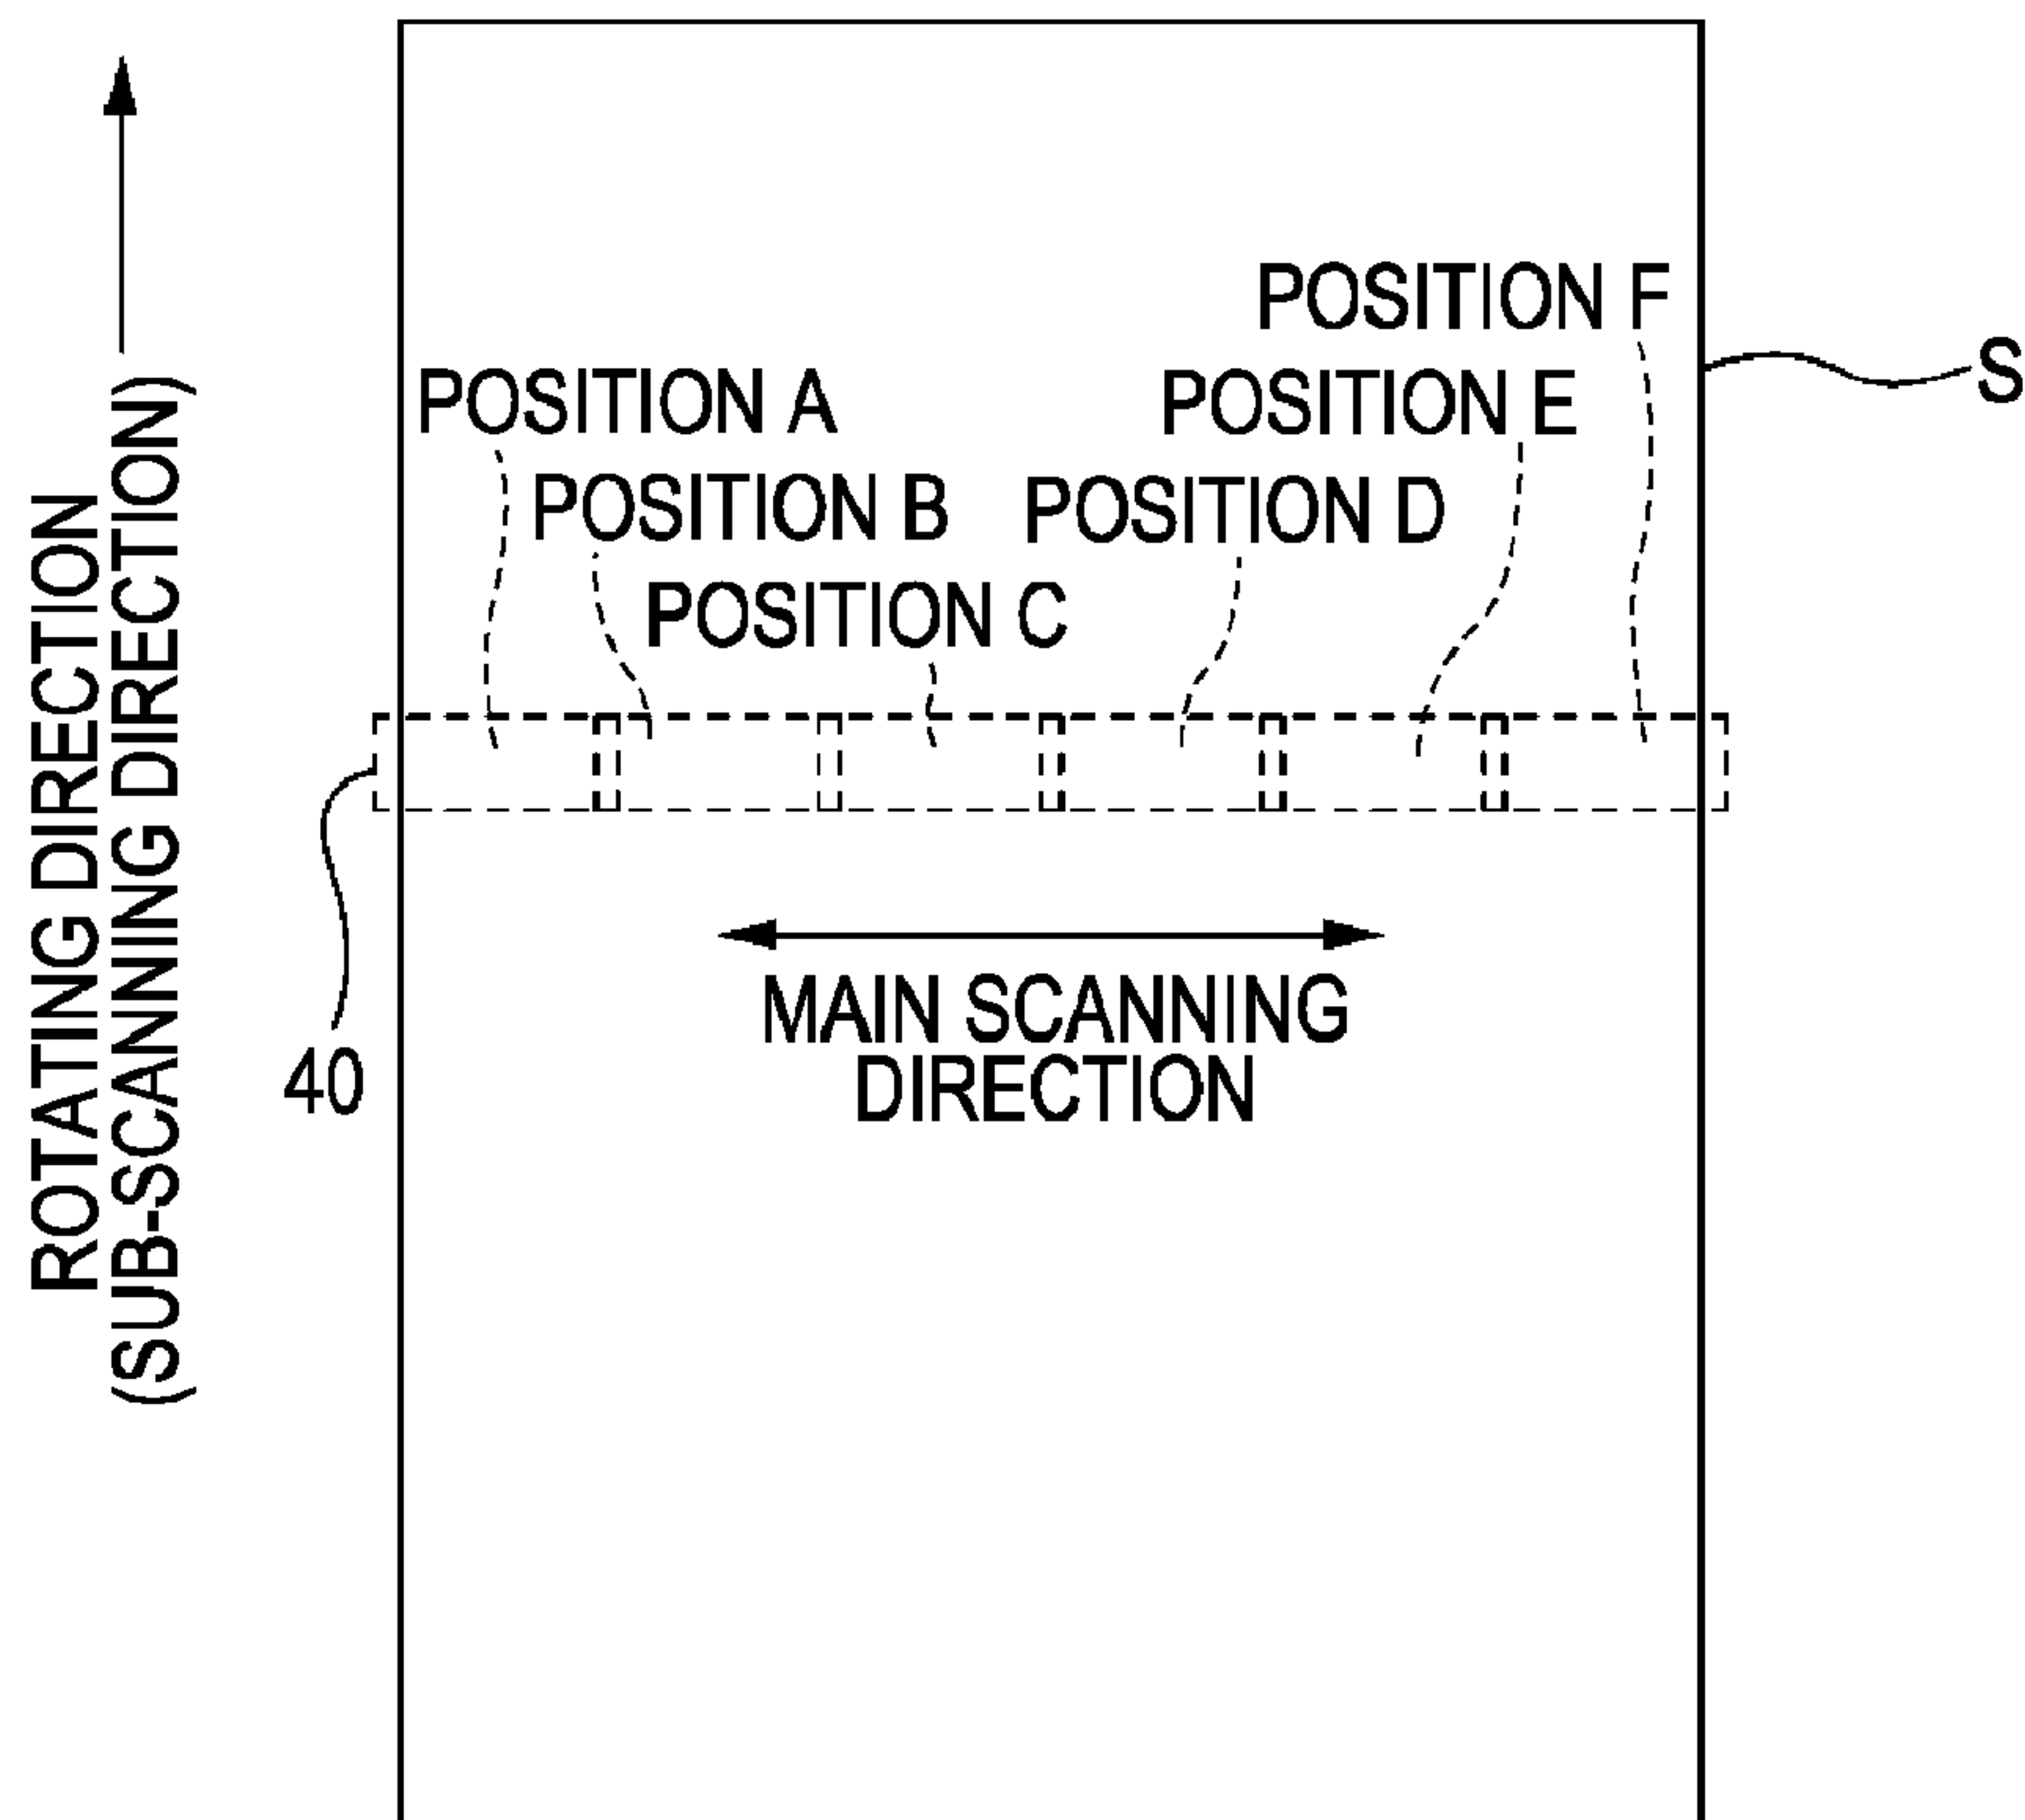 ROTATING DIRECTION
(SUB-SCANNING DIRECTION)
POSITION F
S
POSITION A
POSITION E
POSITION B
POSITION D
POSITION C
40
MAIN SCANNING
DIRECTION